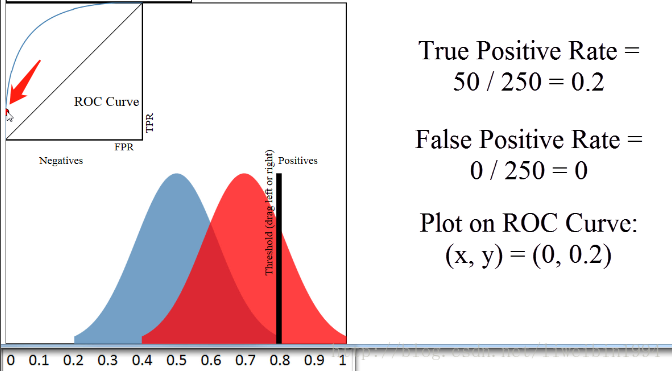 ROC Curve
TPR
FPR
Negatives
Positives
Threshold (drag left or right)
0 0.1 0.2 0.3 0.4 0.5 0.6 0.7 0.8 0.9 1
True Positive Rate =
50 / 250 = 0.2
False Positive Rate =
0 / 250 = 0
Plot on ROC Curve:
(x, y) = (0, 0.2)